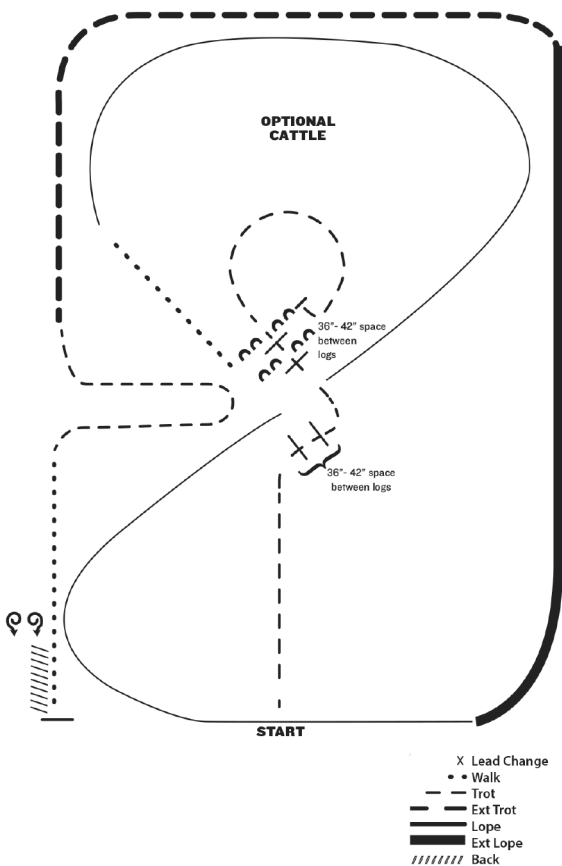 OPTIONAL
CATTLE
36”- 42” space
between
logs
36”- 42” space
between logs
START
X Lead Change
Walk
Trot
Ext Trot
Lope
Ext Lope
Back